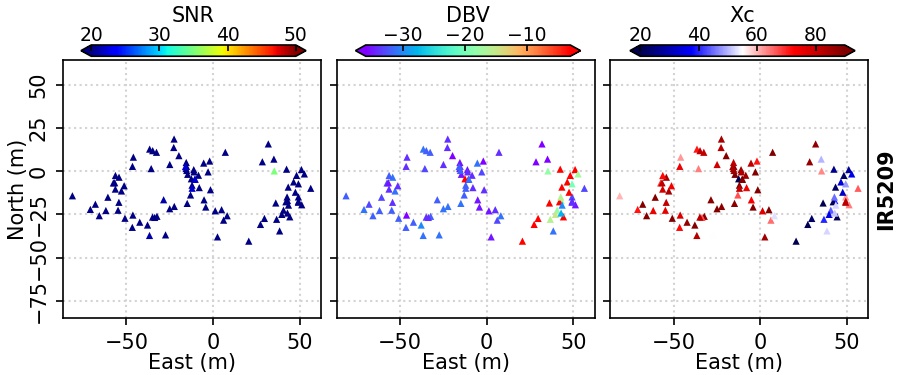 SNR DBV Xc
20 30 40 50 −30 −20 −10 20 40 60 80
50
25
0
−25
−50
−75
North (m)
−50 0 50 −50 0 50 −50 0 50
East (m) East (m) East (m)
IR5209